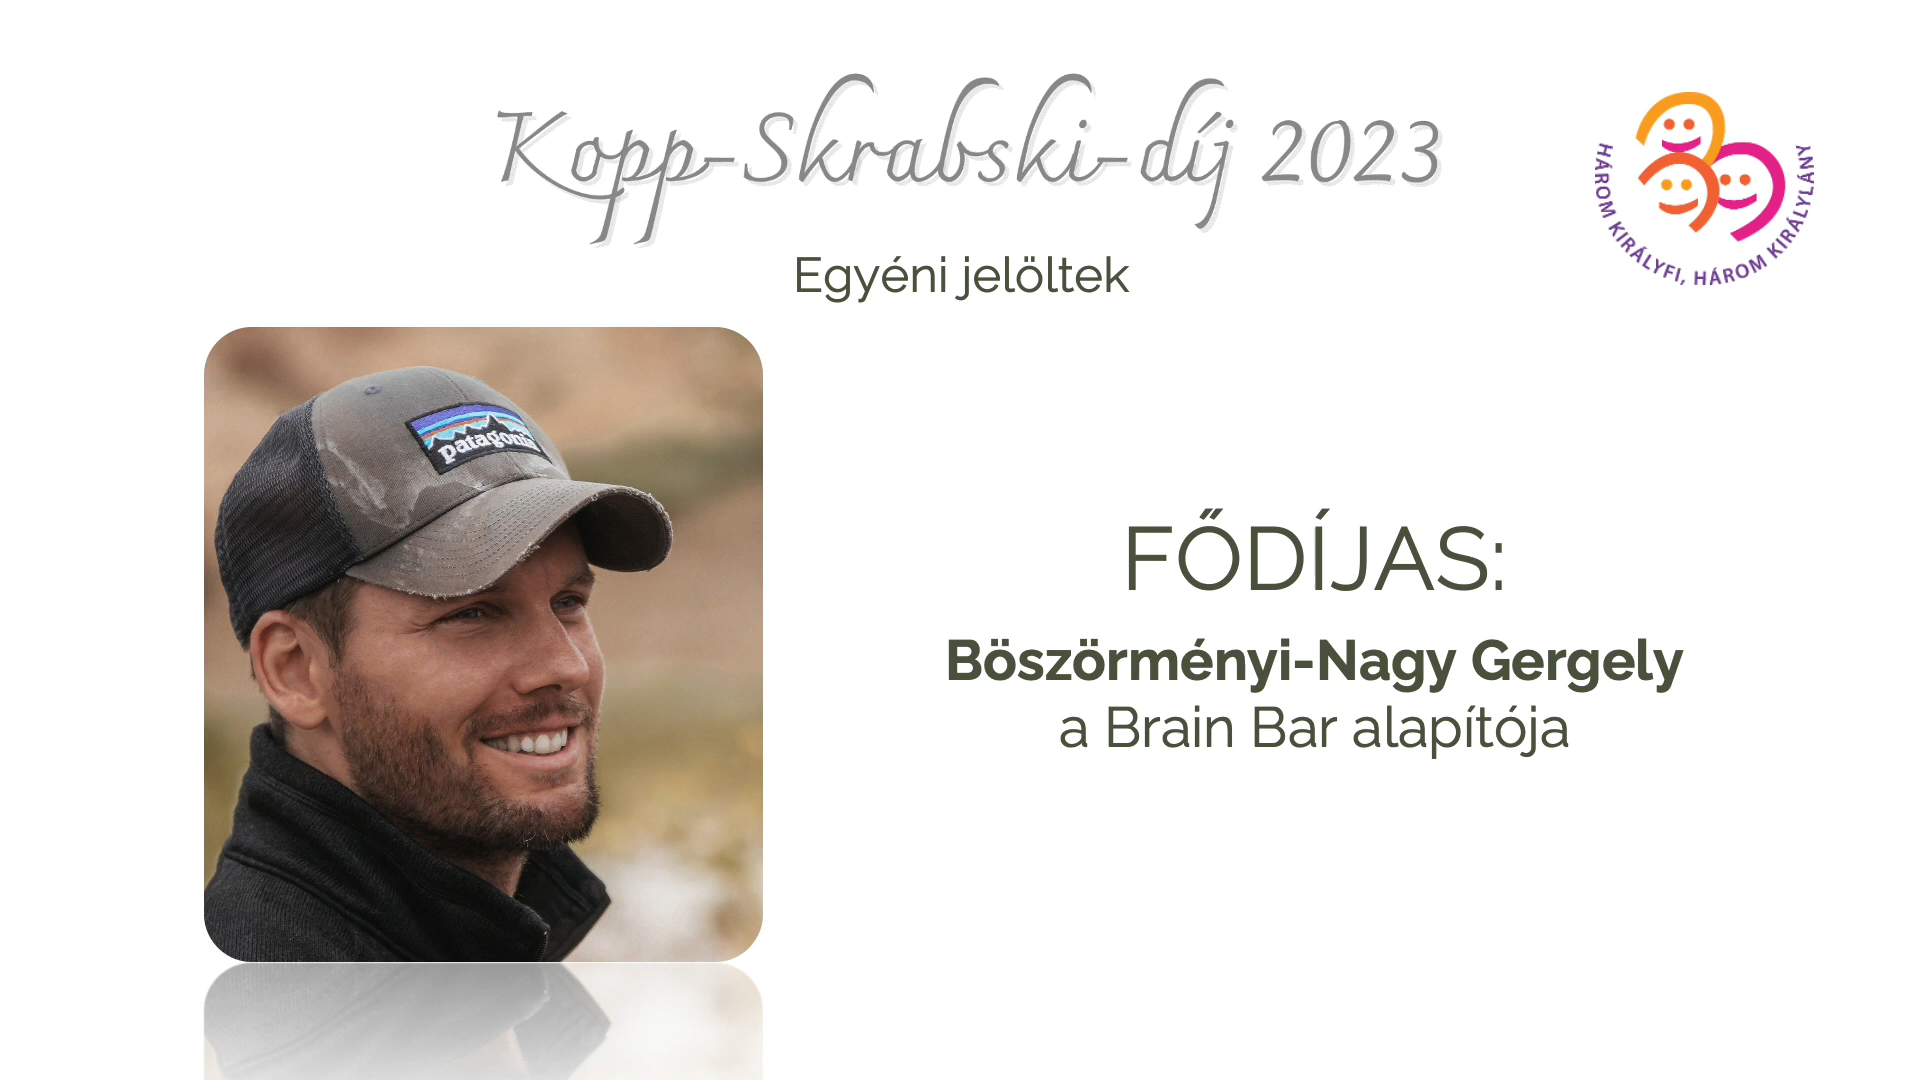 Kopp-Skrabski-díj 2023
HÁROM KIRÁLYFI, HÁROM KIRÁLYLÁNY
Egyéni jelöltek
patagonia
FŐDÍJAS:
Böszörményi-Nagy Gergely
a Brain Bar alapítója